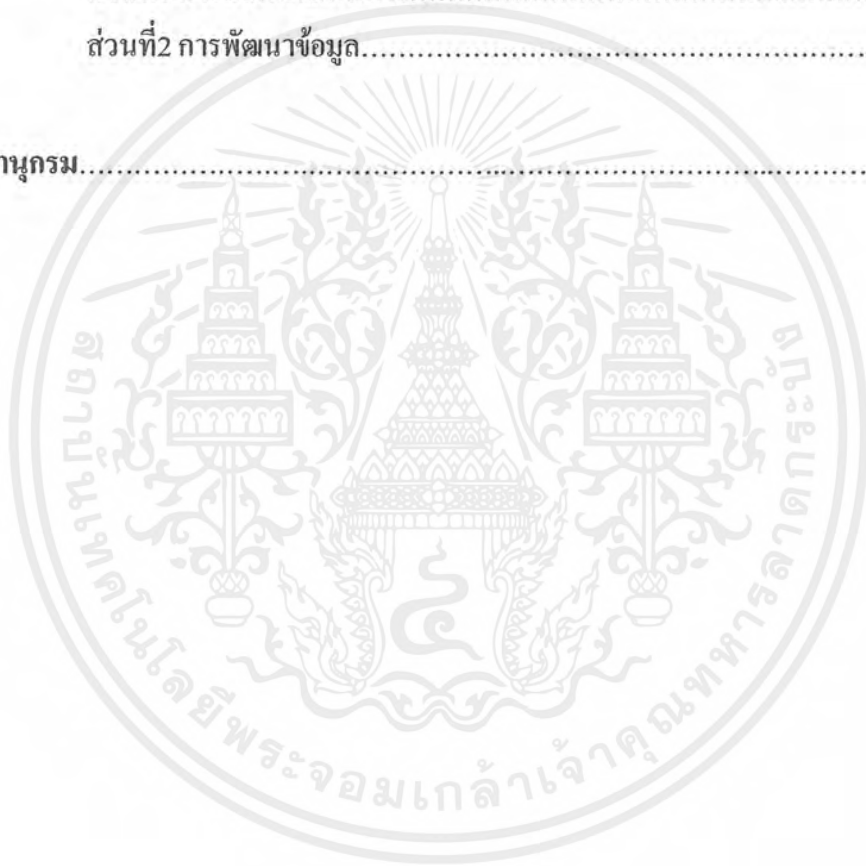 ส่วนที่2 การพัฒนาข้อมูล.......................................................................
านุกรม...............................................................................................
สถาบันเทคโนโลยีพระจอมเกล้าเจ้าคุณทหารลาดกระบัง
๔